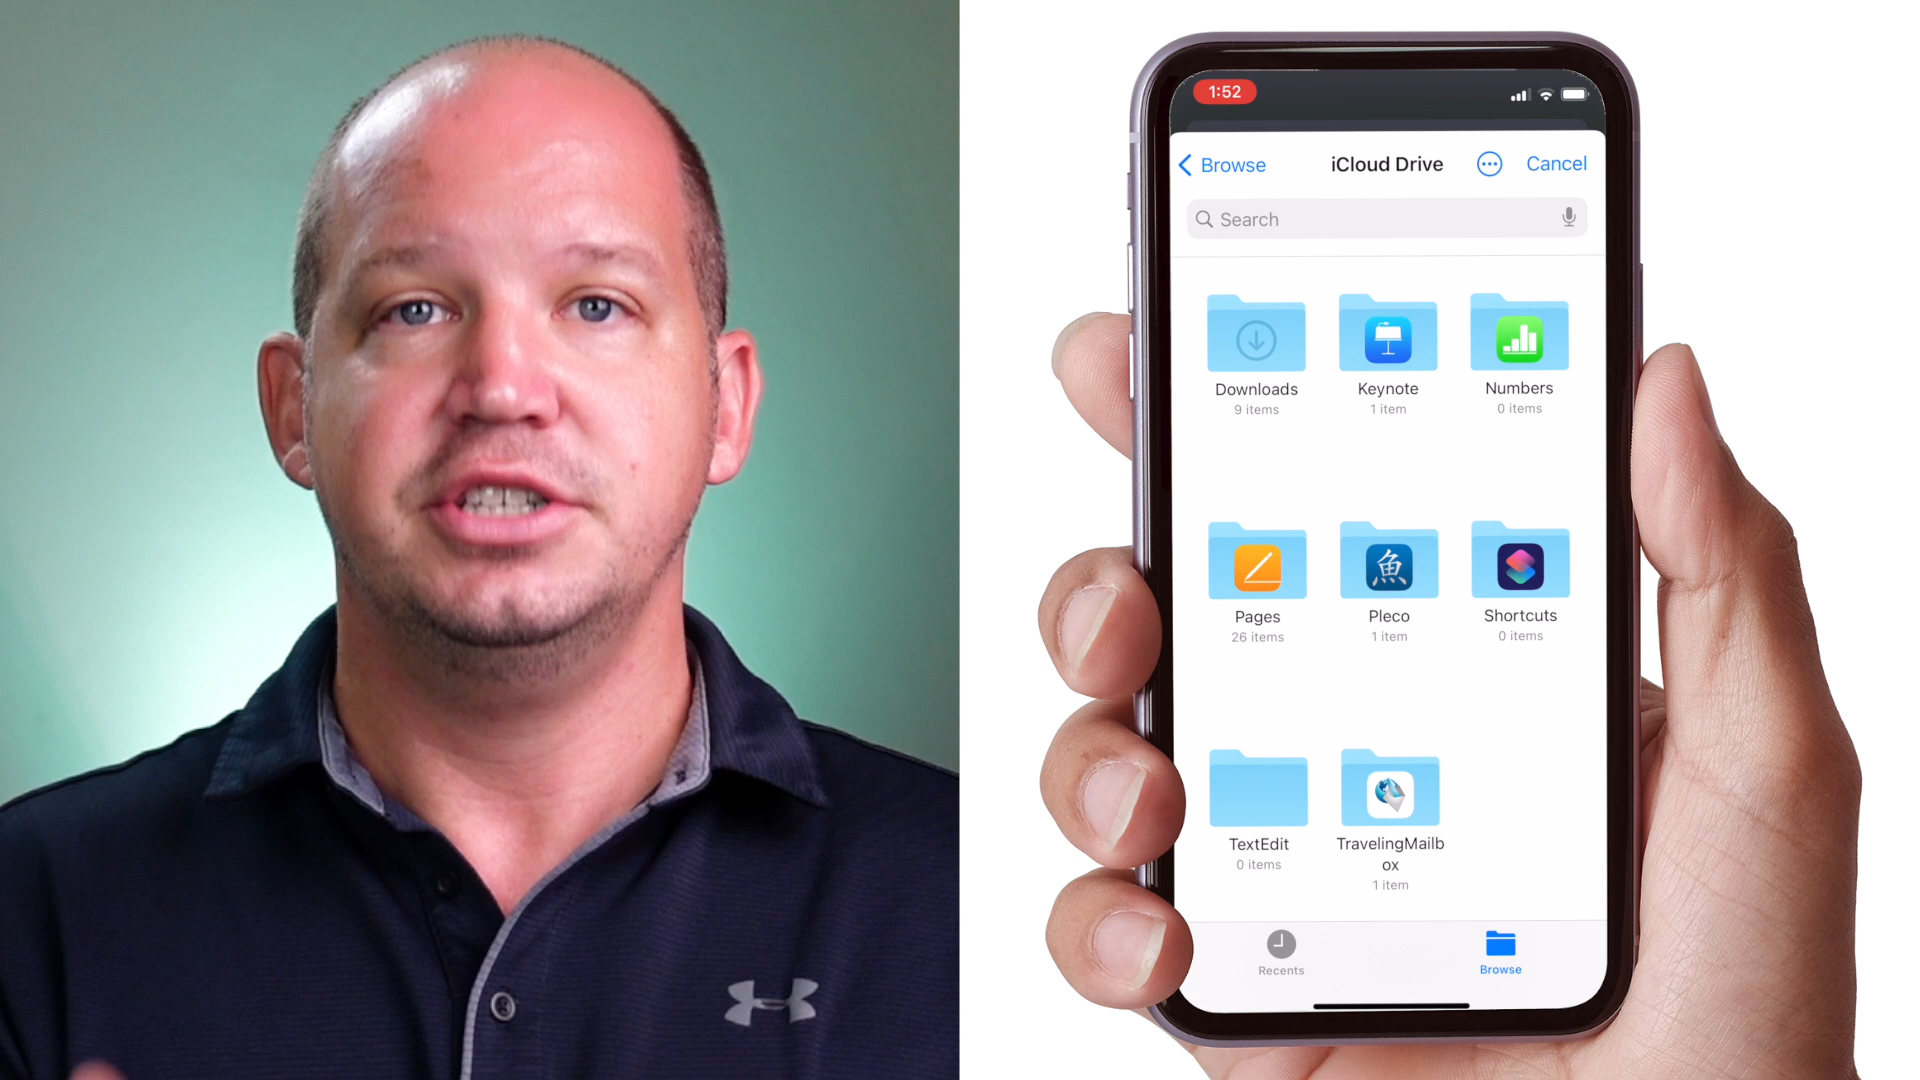 1:52
Browse
iCloud Drive
Cancel
Search
Downloads
Keynote
Numbers
9 items
1 item
0 items
魚
Pages
Pleco
Shortcuts
26 items
1 item
0 items
TextEdit
TravelingMailb
ox
0 items
1 item
Recents
Browse